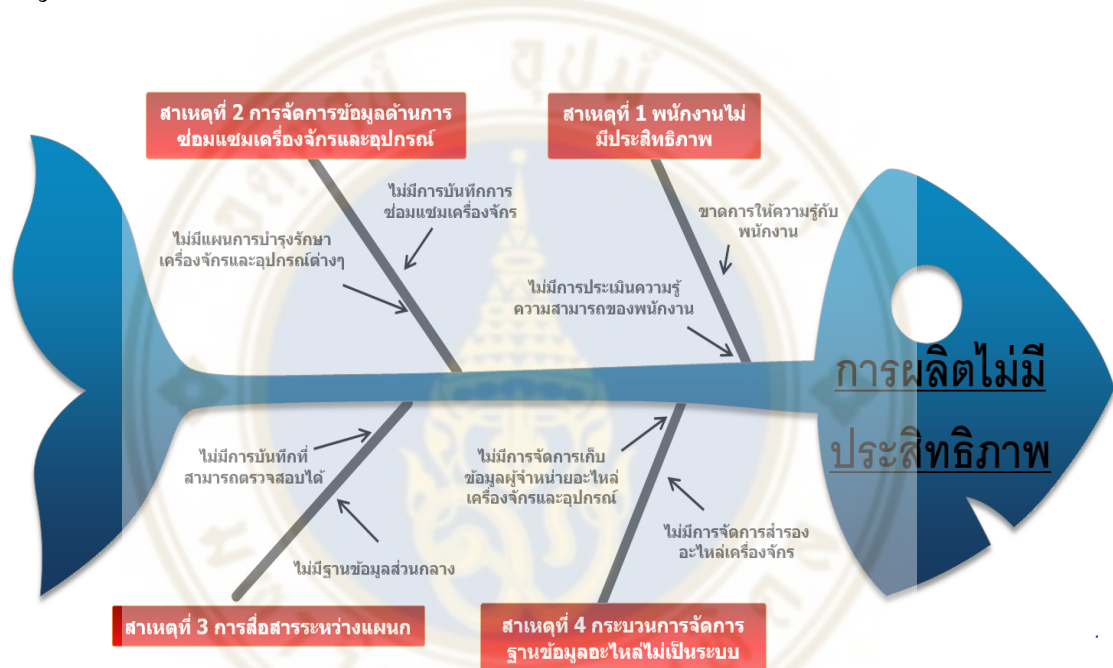 สาเหตุที่ 2 การจัดการข้อมูลด้านการ
ซ่อมแซมเครื่องจักรและอุปกรณ์
สาเหตุที่ 1 พนักงานไม่
มีประสิทธิภาพ
ไม่มีการบันทึกการ
ซ่อมแซมเครื่องจักร
ขาดการให้ความรู้กับ
พนักงาน
ไม่มีแผนการบำรุงรักษา
เครื่องจักรและอุปกรณ์ต่างๆ
ไม่มีการประเมินความรู้
ความสามารถของพนักงาน
การผลิตไม่มี
ประสิทธิภาพ
ไม่มีการบันทึกที่
สามารถตรวจสอบได้
ไม่มีการจัดการเก็บ
ข้อมูลผู้จำหน่ายอะไหล่
เครื่องจักรและอุปกรณ์
ไม่มีการจัดการสำรอง
อะไหล่เครื่องจักร
ไม่มีฐานข้อมูลส่วนกลาง
สาเหตุที่ 3 การสื่อสารระหว่างแผนก
สาเหตุที่ 4 กระบวนการจัดการ
ฐานข้อมูลอะไหล่ไม่เป็นระบบ